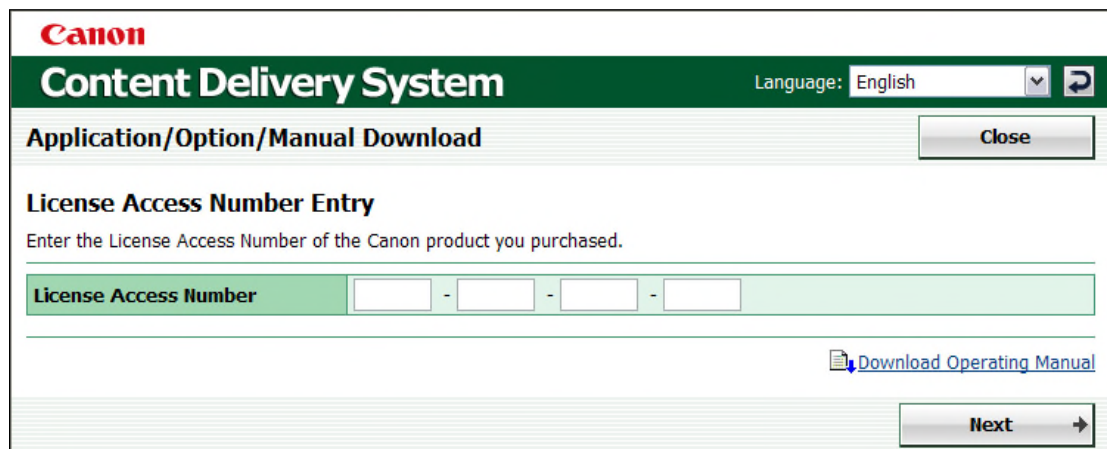 Canon
Content Delivery System
Language: English
Application/Option/Manual Download
Close
License Access Number Entry
Enter the License Access Number of the Canon product you purchased.
License Access Number - - -
Download Operating Manual
Next